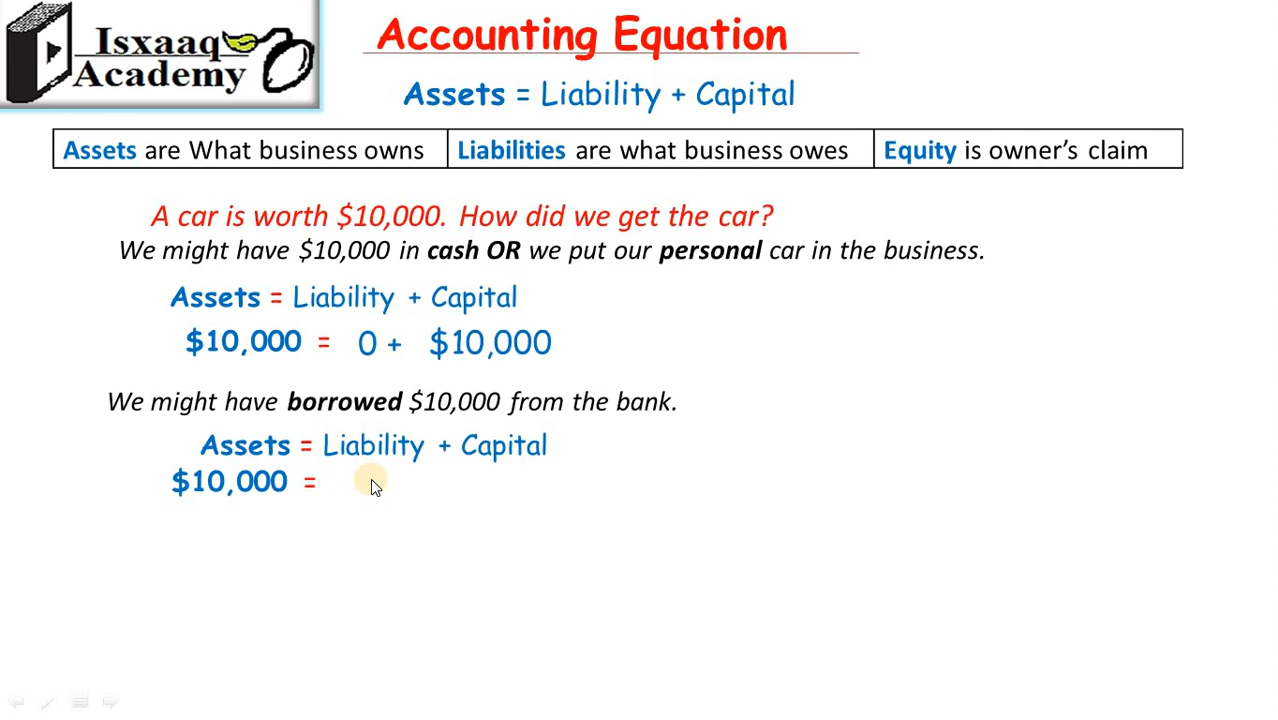 Isxaaq
Academy
Accounting Equation
Assets = Liability + Capital
Assets are What business owns
Liabilities are what business owes
Equity is owner's claim
A car is worth $10,000. How did we get the car?
We might have $10,000 in cash OR we put our personal car in the business.
Assets = Liability + Capital
$10,000 = 0 + $10,000
We might have borrowed $10,000 from the bank.
Assets = Liability + Capital
$10,000 =